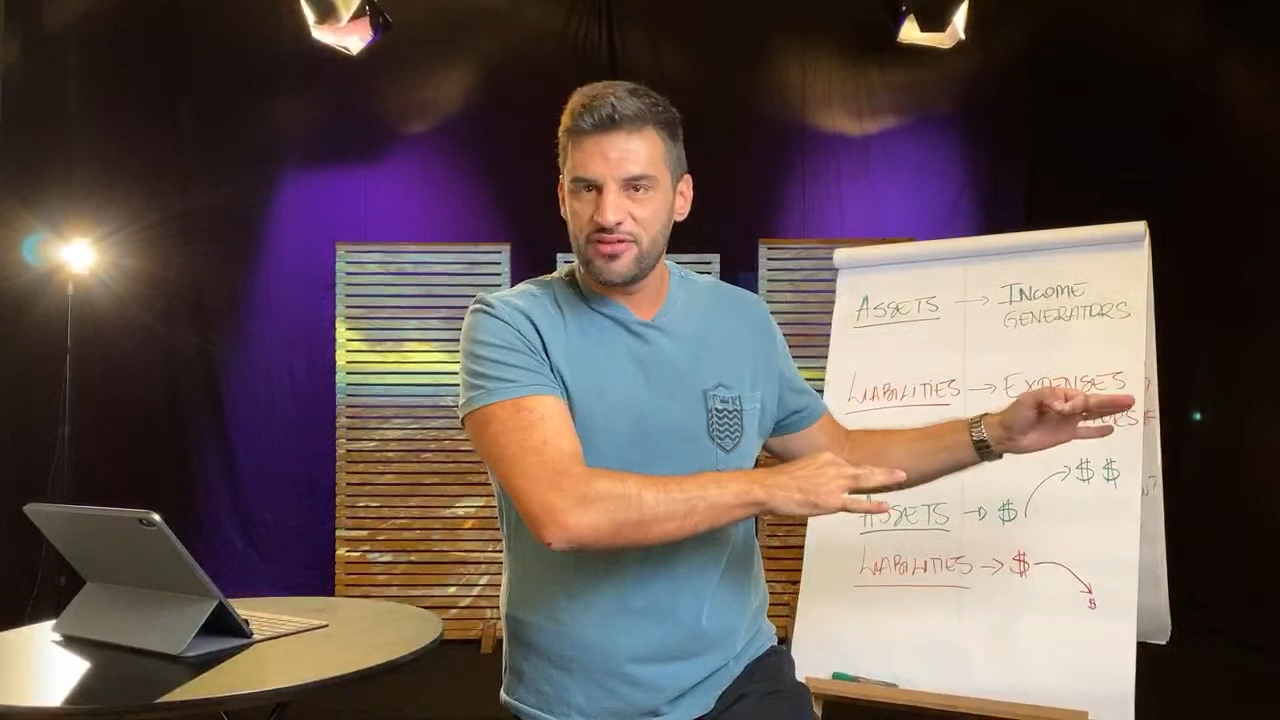 ASSETS → INCOME
GENERATORS
LIABILITIES → EXPENSES
ASSETS → $ → $ $
LIABILITIES → $ → $